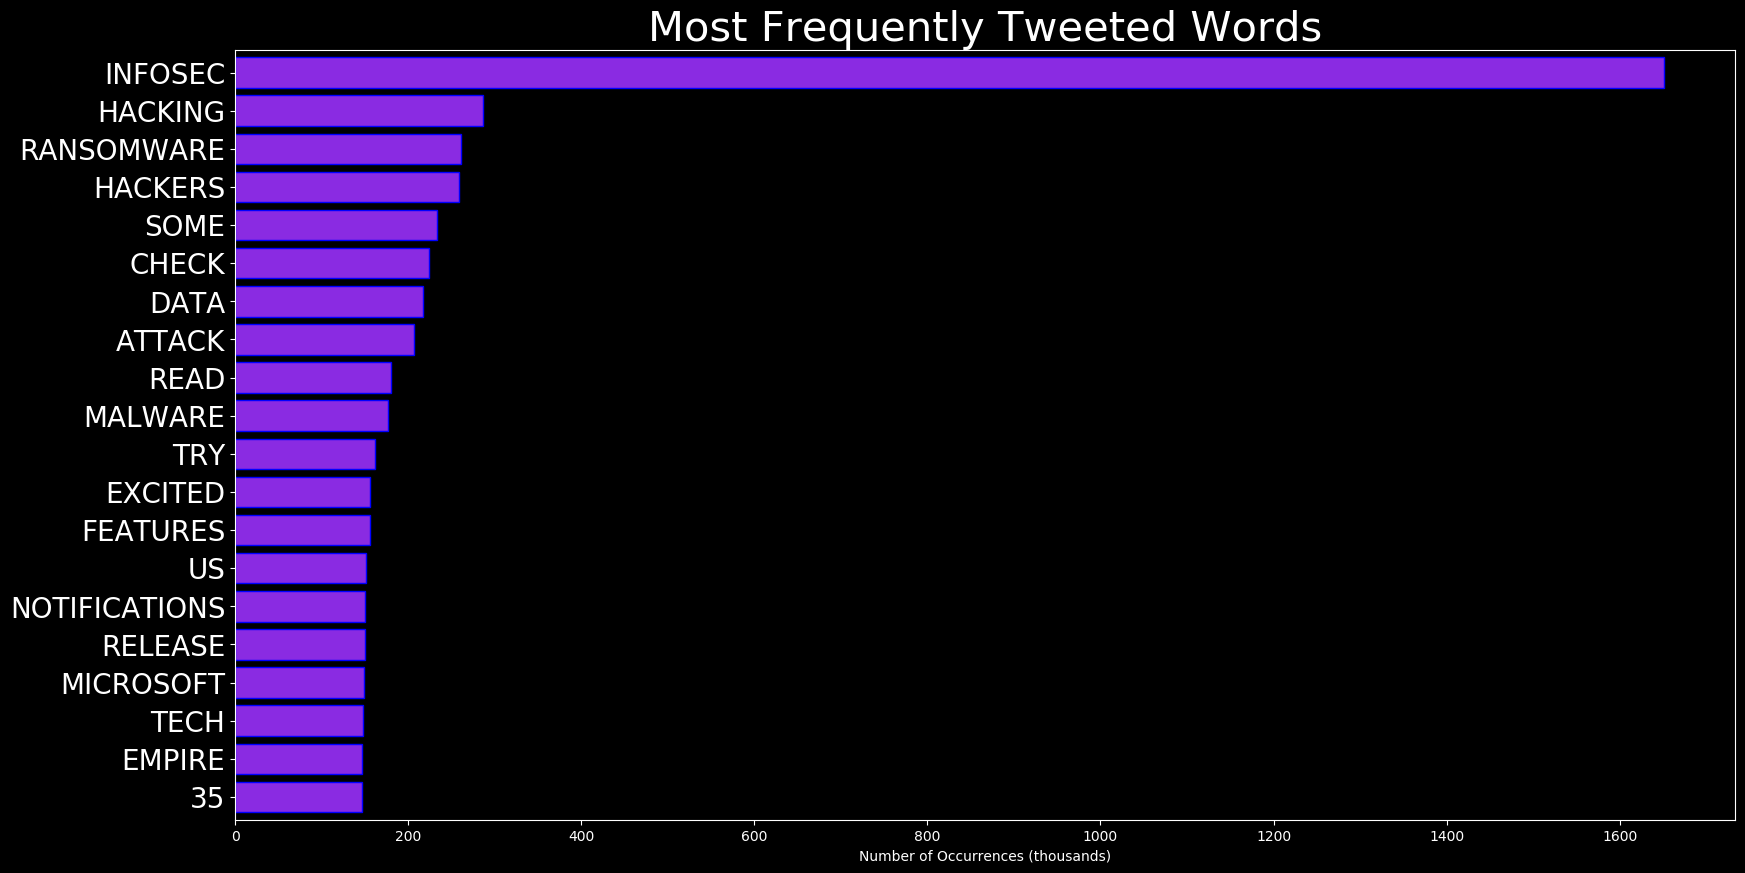 Most Frequently Tweeted Words
INFOSEC
HACKING
RANSOMWARE
HACKERS
SOME
CHECK
DATA
ATTACK
READ
MALWARE
TRY
EXCITED
FEATURES
US
NOTIFICATIONS
RELEASE
MICROSOFT
TECH
EMPIRE
35
0 200 400 600 800 1000 1200 1400 1600
Number of Occurrences (thousands)